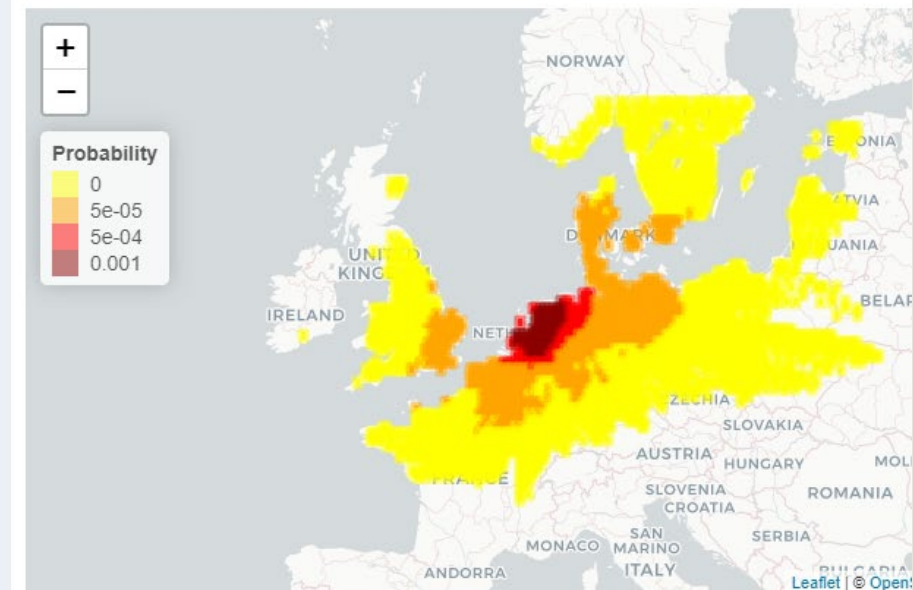 +
−
Probability
0
5e-05
5e-04
0.001
NORWAY
UNITED
KINGDOM
IRELAND
DENMARK
NETH
ESTONIA
LATVIA
LITHUANIA
BELAR
CZECHIA
SLOVAKIA
AUSTRIA
HUNGARY
MOL
FRANCE
SLOVENIA
CROATIA
ROMANIA
MONACO
SAN
MARINO
SERBIA
ITALY
ANDORRA
BULGARIA
Leaflet | © OpenS